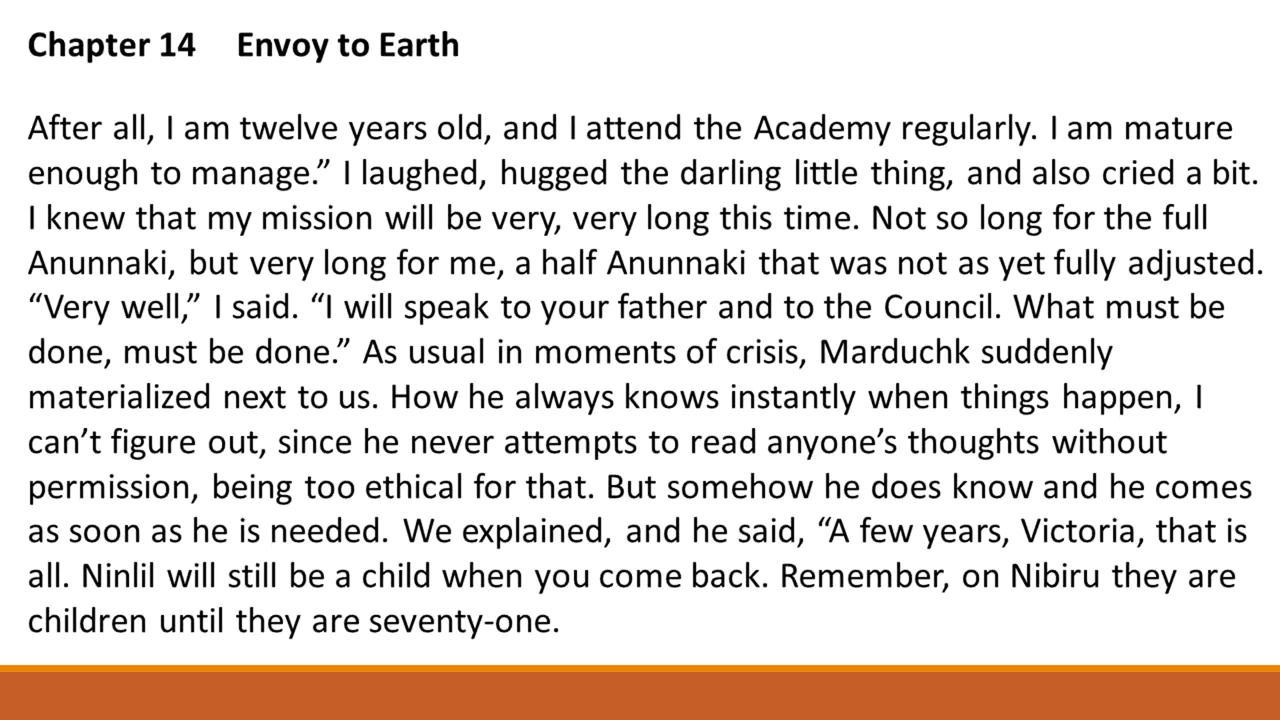 Chapter 14 Envoy to Earth
After all, I am twelve years old, and I attend the Academy regularly. I am mature
enough to manage.” I laughed, hugged the darling little thing, and also cried a bit.
I knew that my mission will be very, very long this time. Not so long for the full
Anunnaki, but very long for me, a half Anunnaki that was not as yet fully adjusted.
“Very well,” I said. “I will speak to your father and to the Council. What must be
done, must be done.” As usual in moments of crisis, Marduchk suddenly
materialized next to us. How he always knows instantly when things happen, I
can’t figure out, since he never attempts to read anyone’s thoughts without
permission, being too ethical for that. But somehow he does know and he comes
as soon as he is needed. We explained, and he said, “A few years, Victoria, that is
all. Ninlil will still be a child when you come back. Remember, on Nibiru they are
children until they are seventy-one.